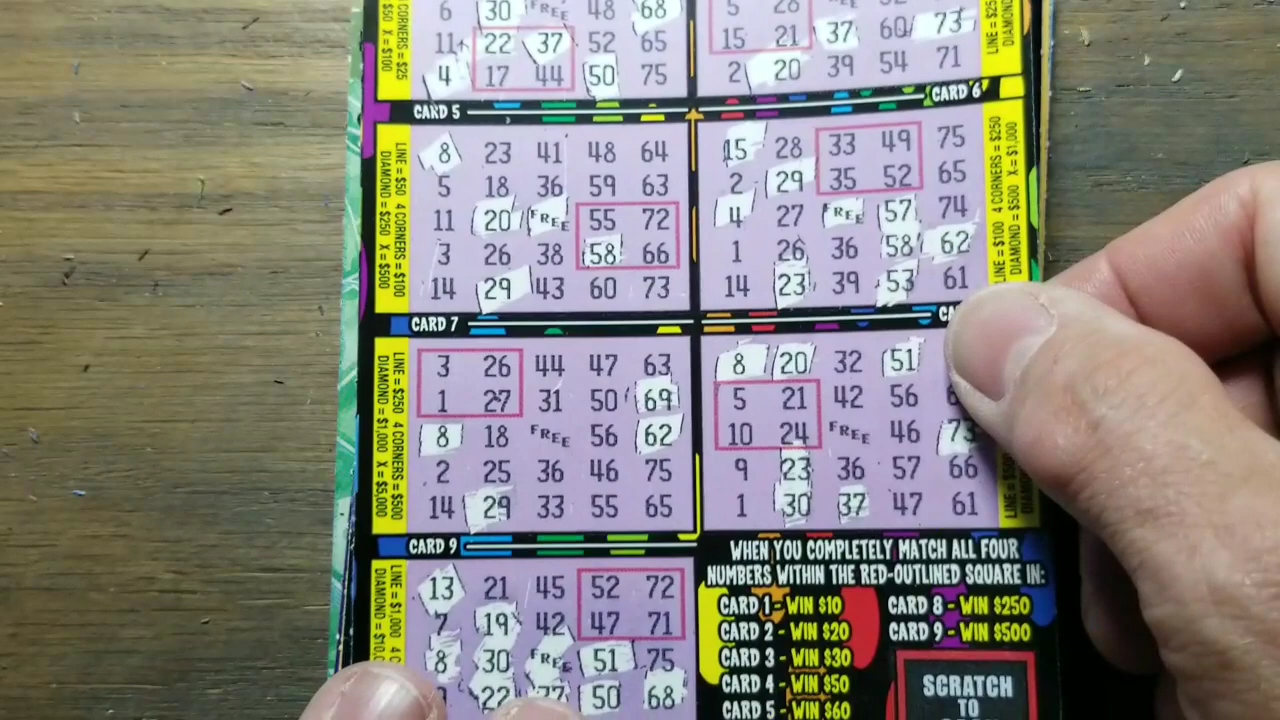 6 30 FREE 48 68
11 22 37 52 65
4 17 44 50 75
CORNERS = $25
$50 X = $100
5 28
15 21 37 60 73
2 20 39 54 71
LINE = $25
DIAMOND
CARD 5
CARD 6
LINE = $50 4 CORNERS = $100
DIAMOND = $250 X = $500
8 23 41 48 64
5 18 36 59 63
11 20 FREE 55 72
3 26 38 58 66
14 29 43 60 73
15 28 33 49 75
2 29 35 52 65
4 27 FREE 57 74
1 26 36 58 62
14 23 39 53 61
LINE = $100 4 CORNERS = $250
DIAMOND = $500 X = $1,000
CARD 7
LINE = $250 4 CORNERS = $500
DIAMOND = $1,000 X = $5,000
3 26 44 47 63
1 27 31 50 69
8 18 FREE 56 62
2 25 36 46 75
14 29 33 55 65
8 20 32 51
5 21 42 56
10 24 FREE 46 73
9 23 36 57 66
1 30 37 47 61
CARD 9
LINE = $1,000
13 21 45 52 72
7 19 42 47 71
8 30 FREE 51 75
22 50 68
WHEN YOU COMPLETELY MATCH ALL FOUR
NUMBERS WITHIN THE RED-OUTLINED SQUARE IN:
CARD 1 - WIN $10
CARD 2 - WIN $20
CARD 3 - WIN $30
CARD 4 - WIN $50
CARD 5 - WIN $60
CARD 8 - WIN $250
CARD 9 - WIN $500
SCRATCH
TO